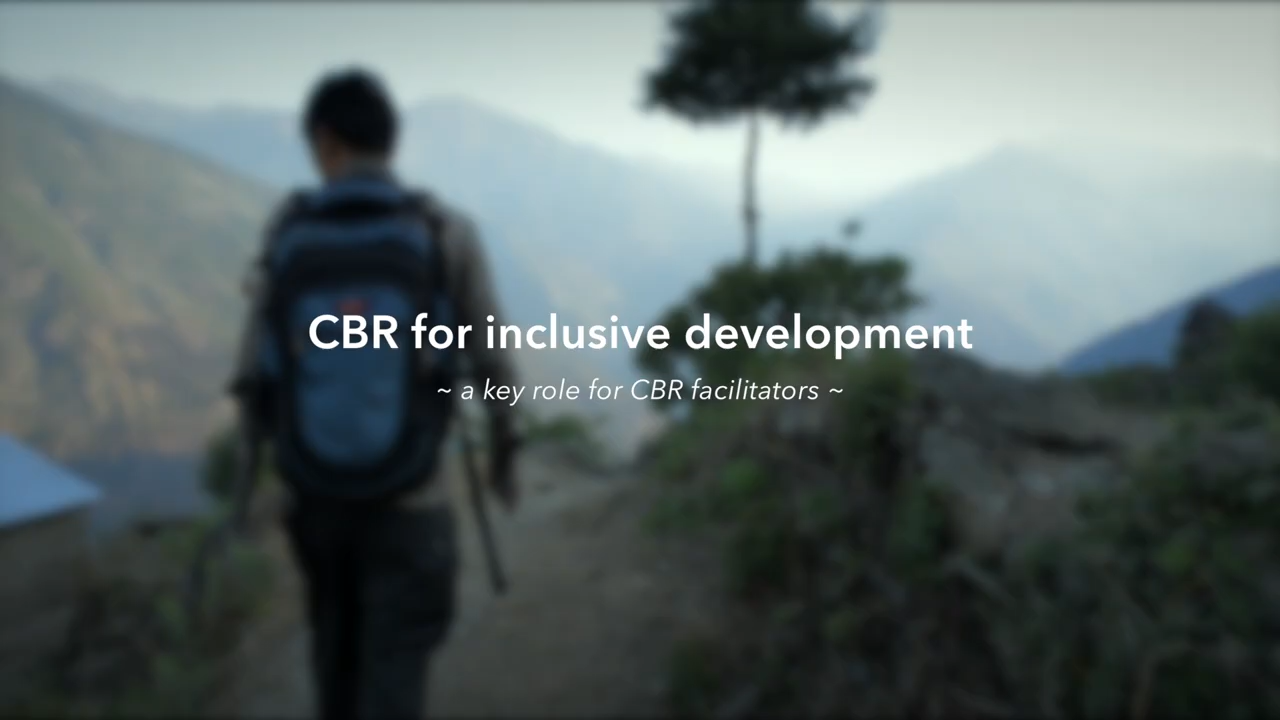 CBR for inclusive development
~ a key role for CBR facilitators ~